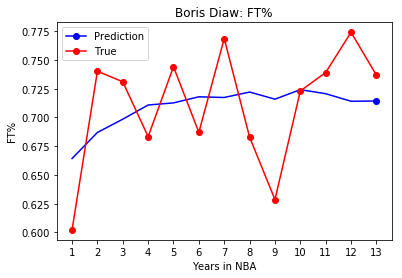 Boris Diaw: FT%
Prediction
True
0.775
0.750
0.725
0.700
0.675
0.650
0.625
0.600
FT%
1 2 3 4 5 6 7 8 9 10 11 12 13
Years in NBA